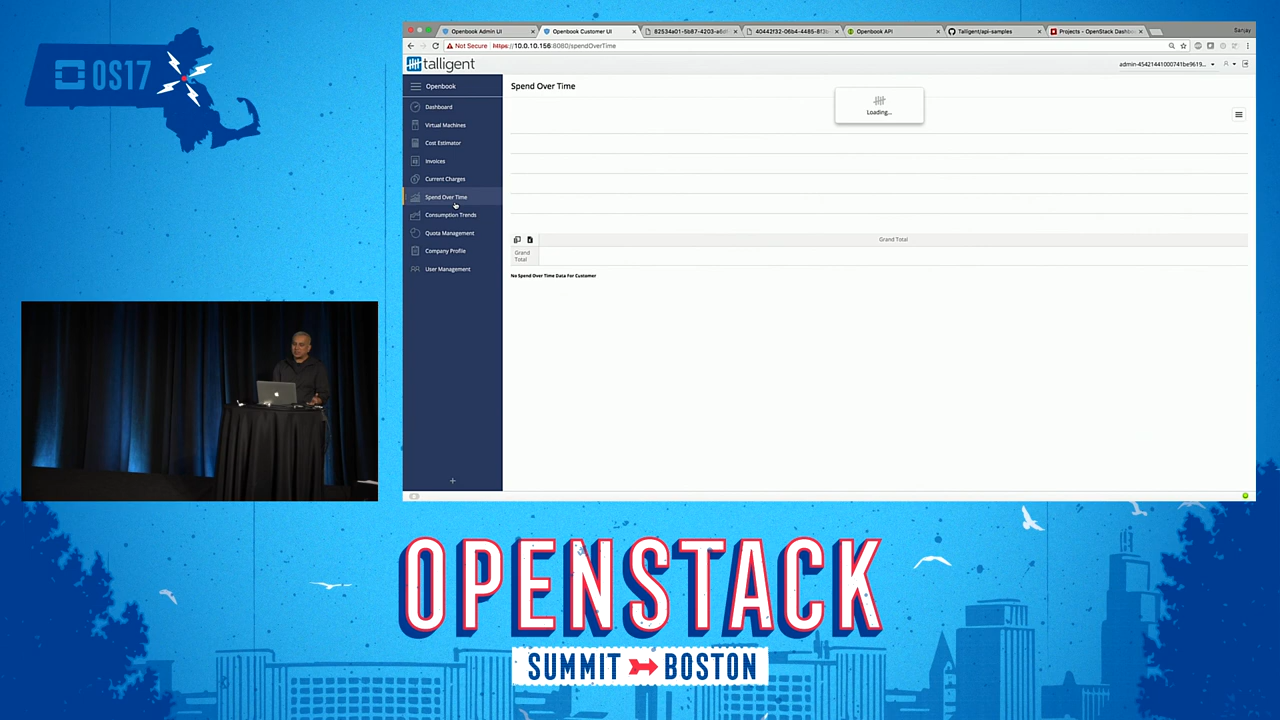 OS17
Openbook Admin UI
Openbook Customer UI
Openbook API
Talligent/api-samples
Projects - OpenStack Dashbo
Sanjay
Not Secure
https://10.0.10.156:8080/spendOverTime
talligent
Openbook
Dashboard
Virtual Machines
Cost Estimator
Invoices
Current Charges
Spend Over Time
Consumption Trends
Quota Management
Company Profile
User Management
+
Spend Over Time
Loading...
Grand Total
Grand
Total
No Spend Over Time Data For Customer
OPENSTACK
SUMMIT BOSTON